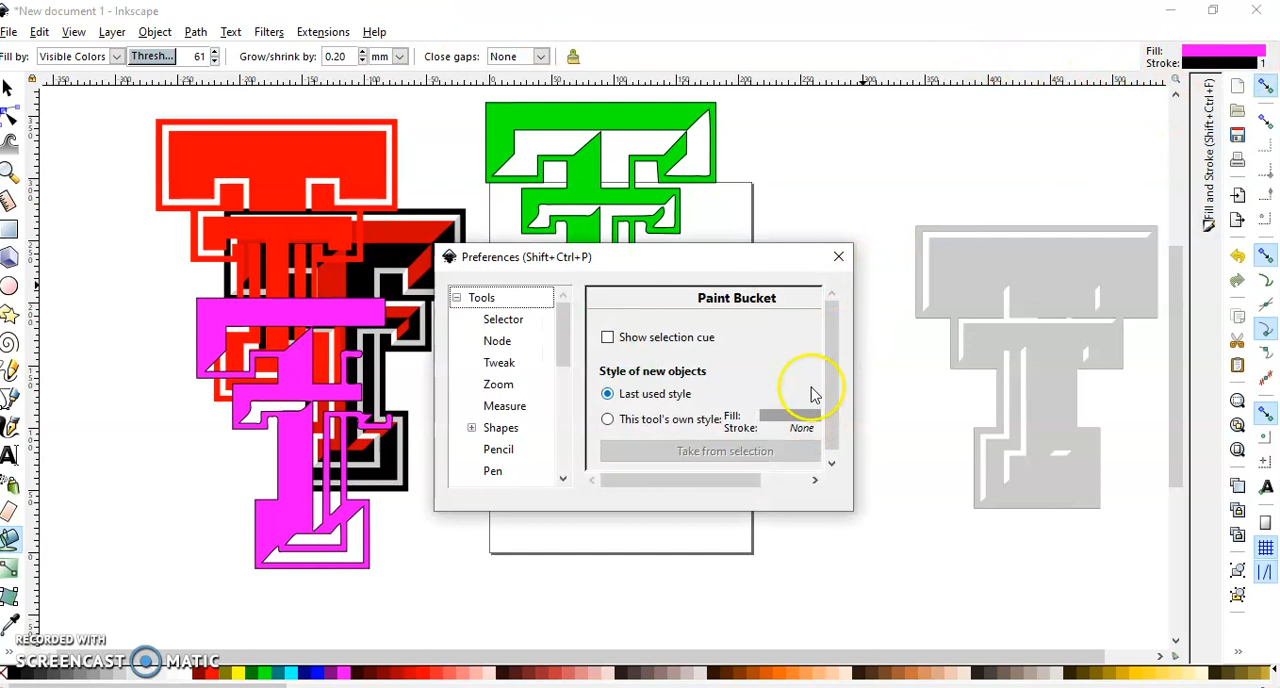 *New document 1 - Inkscape
File Edit View Layer Object Path Text Filters Extensions Help
Fill by: Visible Colors Thresh... 61 Grow/shrink by: 0.20 mm Close gaps: None Fill: Stroke: 1
Fill and Stroke (Shift+Ctrl+F)
Preferences (Shift+Ctrl+P)
Tools
Selector
Node
Tweak
Zoom
Measure
Shapes
Pencil
Pen
Paint Bucket
Show selection cue
Style of new objects
Last used style
This tool's own style: Fill:
Stroke: None
Take from selection
RECORDED WITH
SCREENCAST MATIC